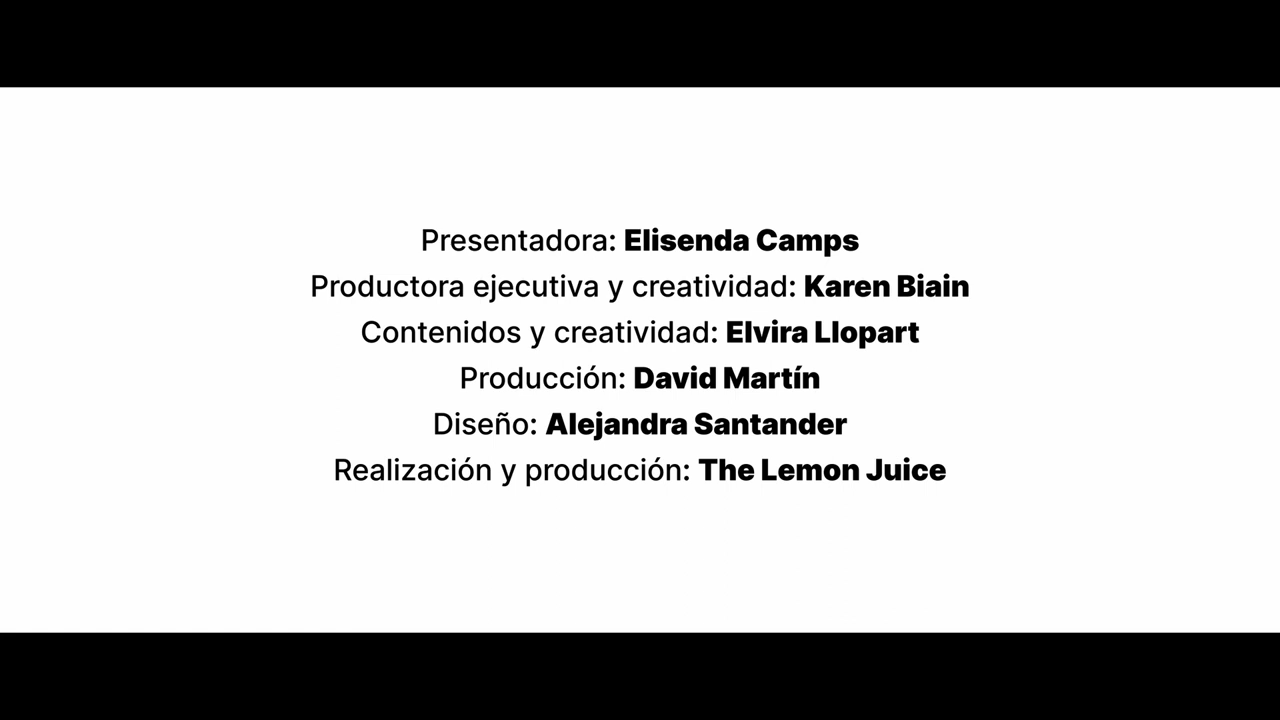 Presentadora: Elisenda Camps
Productora ejecutiva y creatividad: Karen Biain
Contenidos y creatividad: Elvira Llopart
Producción: David Martín
Diseño: Alejandra Santander
Realización y producción: The Lemon Juice